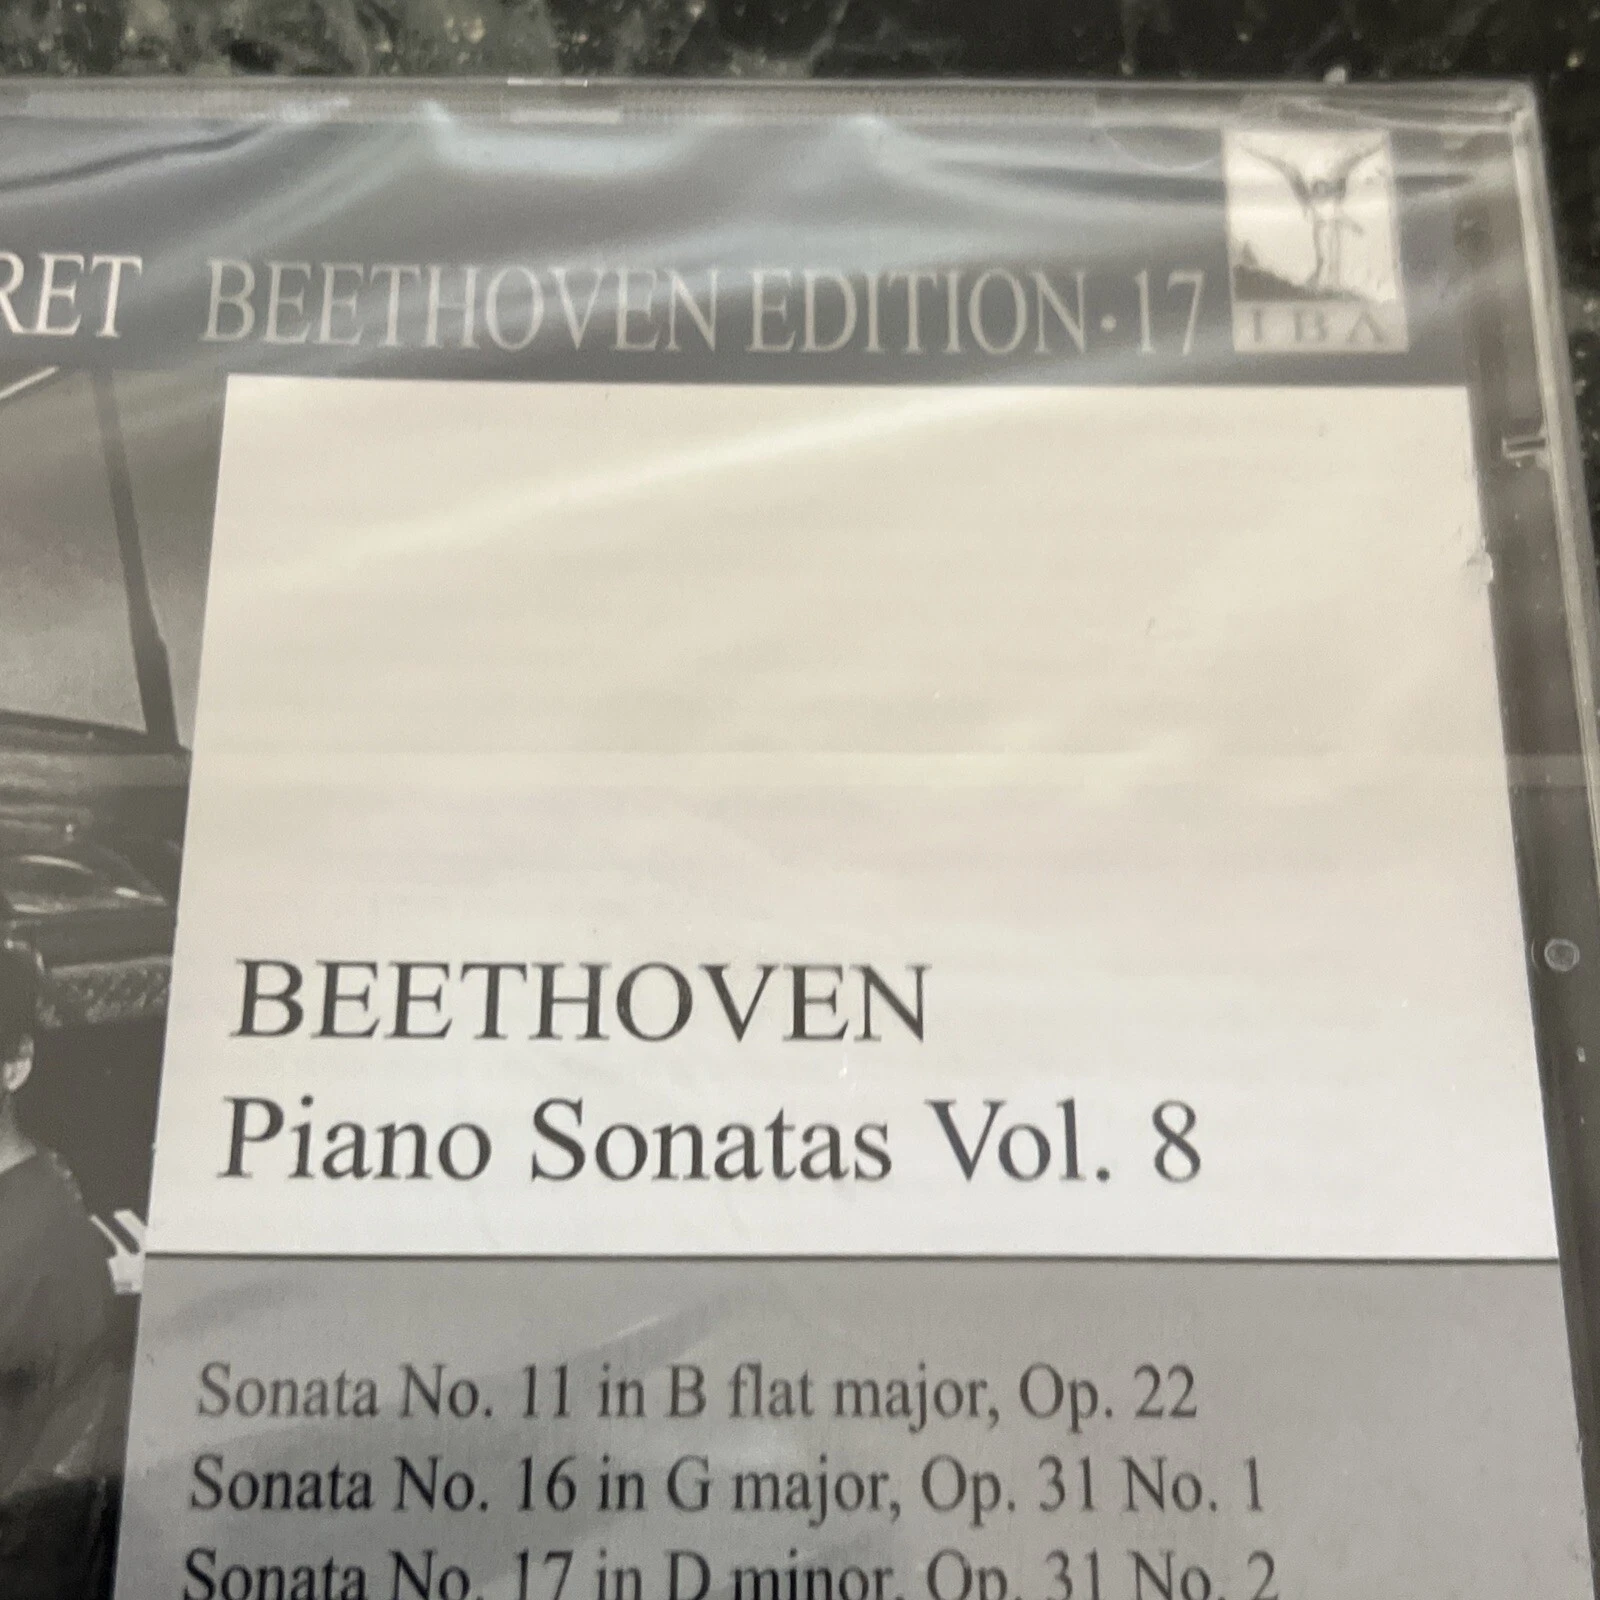 RET BEETHOVEN EDITION · 17
IBA
BEETHOVEN
Piano Sonatas Vol. 8
Sonata No. 11 in B flat major, Op. 22
Sonata No. 16 in G major, Op. 31 No. 1
Sonata No. 17 in D minor, Op. 31 No. 2